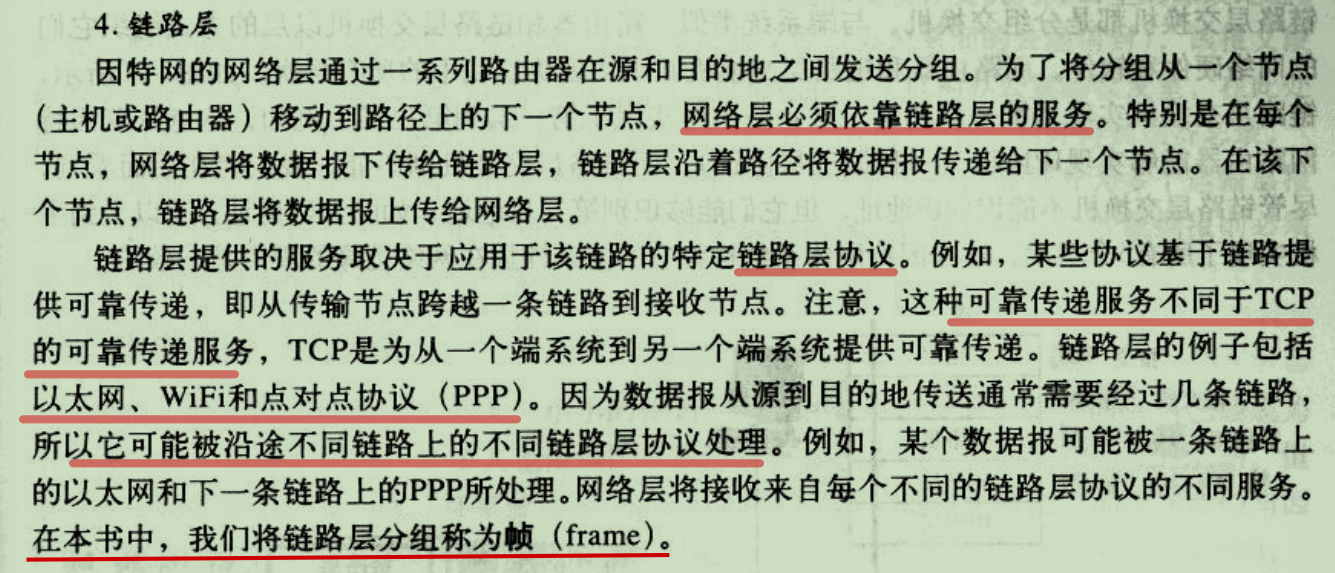 4. 链路层
因特网的网络层通过一系列路由器在源和目的地之间发送分组。为了将分组从一个节点
（主机或路由器）移动到路径上的下一个节点，网络层必须依靠链路层的服务。特别是在每个
节点，网络层将数据报下传给链路层，链路层沿着路径将数据报传递给下一个节点。在该下
个节点，链路层将数据报上传给网络层。
链路层提供的服务取决于应用于该链路的特定链路层协议。例如，某些协议基于链路提
供可靠传递，即从传输节点跨越一条链路到接收节点。注意，这种可靠传递服务不同于TCP
的可靠传递服务，TCP是为从一个端系统到另一个端系统提供可靠传递。链路层的例子包括
以太网、WiFi和点对点协议（PPP）。因为数据报从源到目的地传送通常需要经过几条链路，
所以它可能被沿途不同链路上的不同链路层协议处理。例如，某个数据报可能被一条链路上
的以太网和下一条链路上的PPP所处理。网络层将接收来自每个不同的链路层协议的不同服务。
在本书中，我们将链路层分组称为帧（frame）。